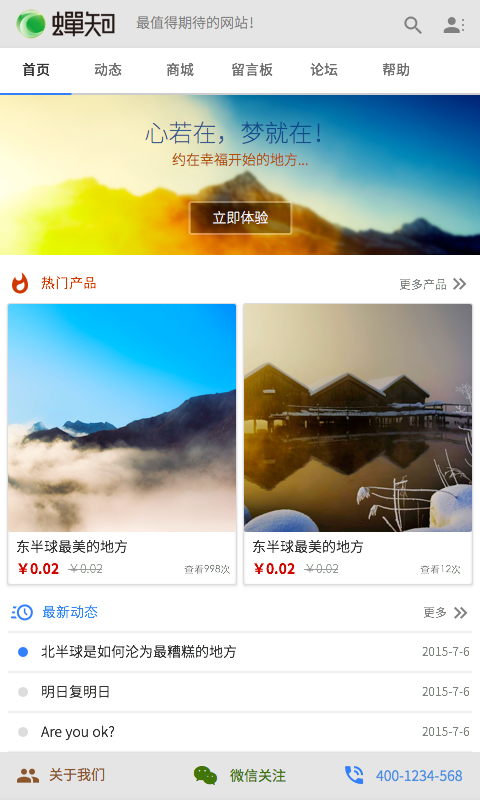 蟬知 最值得期待的网站!
首页 动态 商城 留言板 论坛 帮助
心若在，梦就在！
约在幸福开始的地方...
立即体验
热门产品 更多产品
东半球最美的地方
￥0.02 ￥0.02 查看998次
东半球最美的地方
￥0.02 ￥0.02 查看12次
最新动态 更多
北半球是如何沦为最糟糕的地方 2015-7-6
明日复明日 2015-7-6
Are you ok? 2015-7-6
关于我们 微信关注 400-1234-568